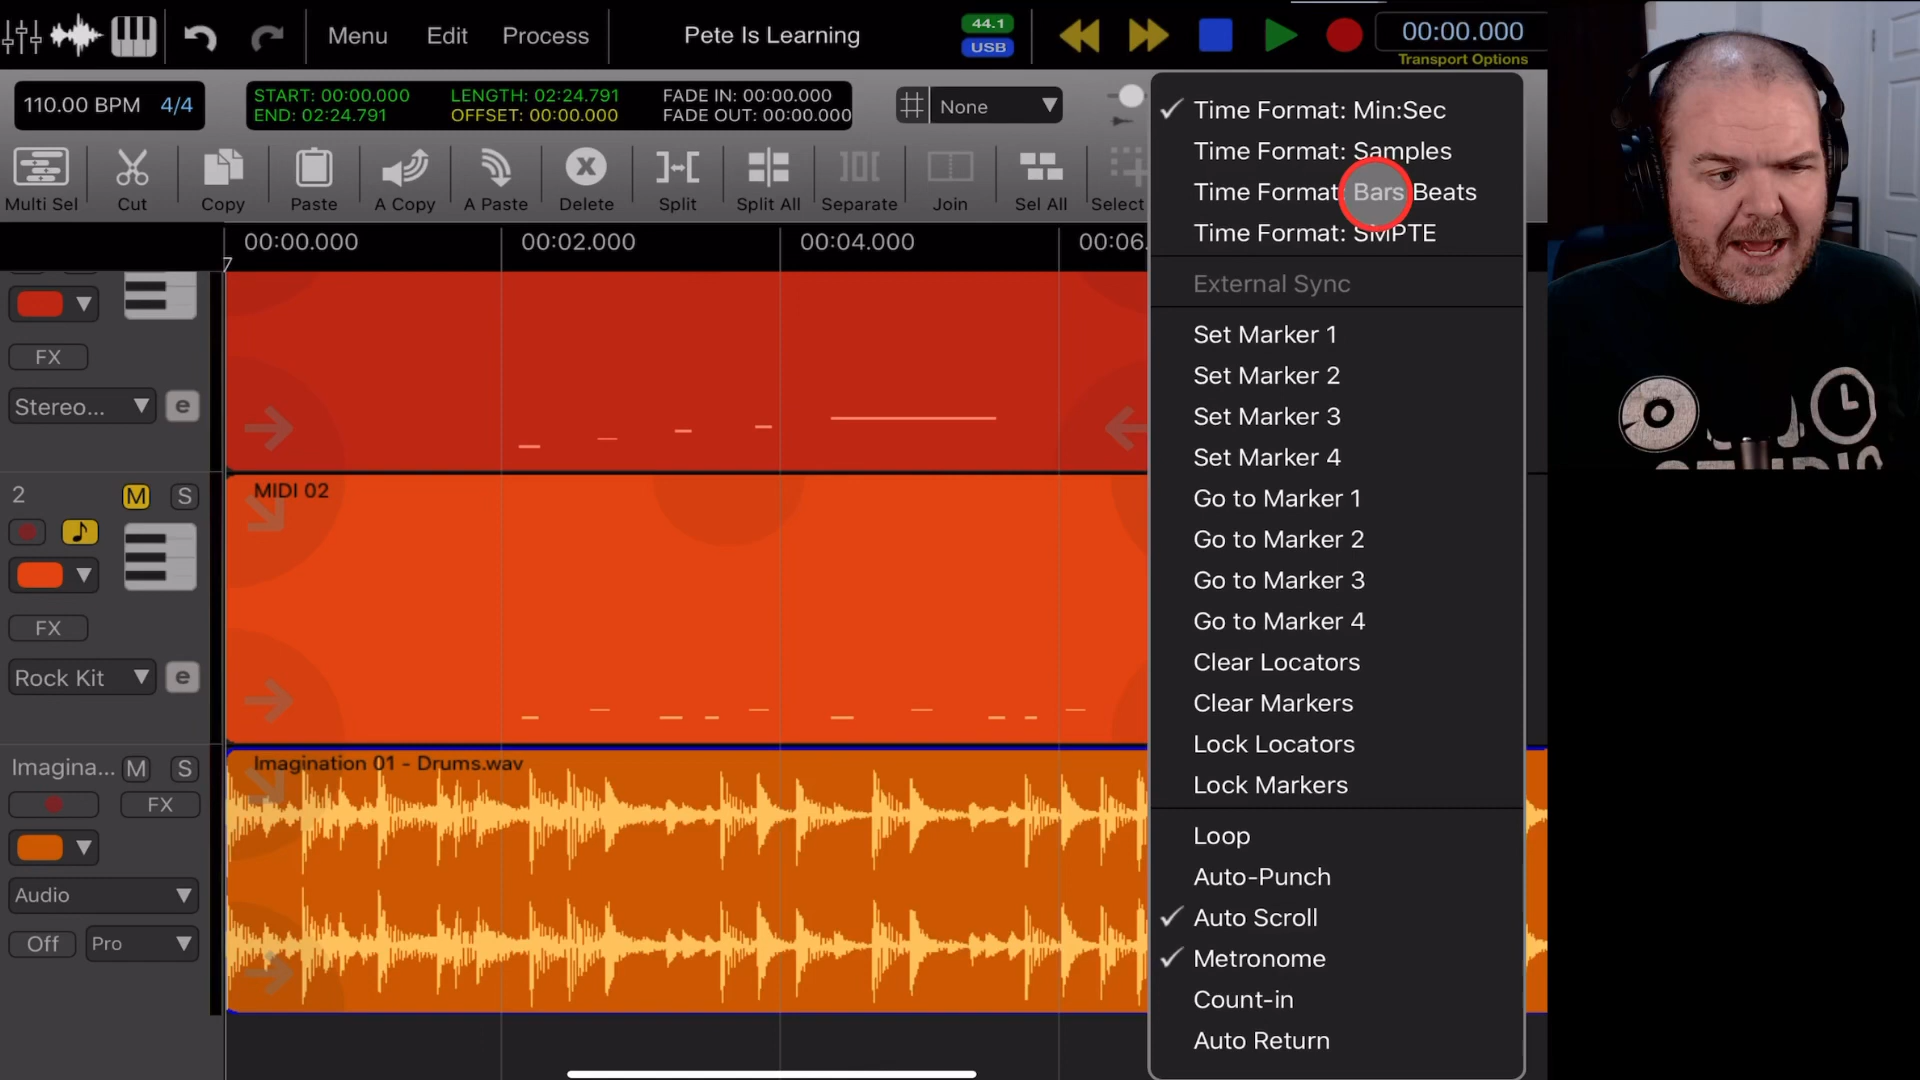 Menu
Edit
Process
Pete Is Learning
44.1
USB
00:00.000
Transport Options
110.00 BPM 4/4
START: 00:00.000 LENGTH: 02:24.791 FADE IN: 00:00.000
END: 02:24.791 OFFSET: 00:00.000 FADE OUT: 00:00.000
None
Multi Sel
Cut
Copy
Paste
A Copy
A Paste
Delete
Split
Split All
Separate
Join
Sel All
Select
00:00.000
00:02.000
00:04.000
00:06.
Time Format: Min:Sec
Time Format: Samples
Time Format: Bars Beats
Time Format: SMPTE
External Sync
Set Marker 1
Set Marker 2
Set Marker 3
Set Marker 4
Go to Marker 1
Go to Marker 2
Go to Marker 3
Go to Marker 4
Clear Locators
Clear Markers
Lock Locators
Lock Markers
Loop
Auto-Punch
Auto Scroll
Metronome
Count-in
Auto Return
FX
Stereo...
e
2
M
S
MIDI 02
FX
Rock Kit
e
Imagina...
M
S
Imagination 01 - Drums.wav
FX
Audio
Off
Pro